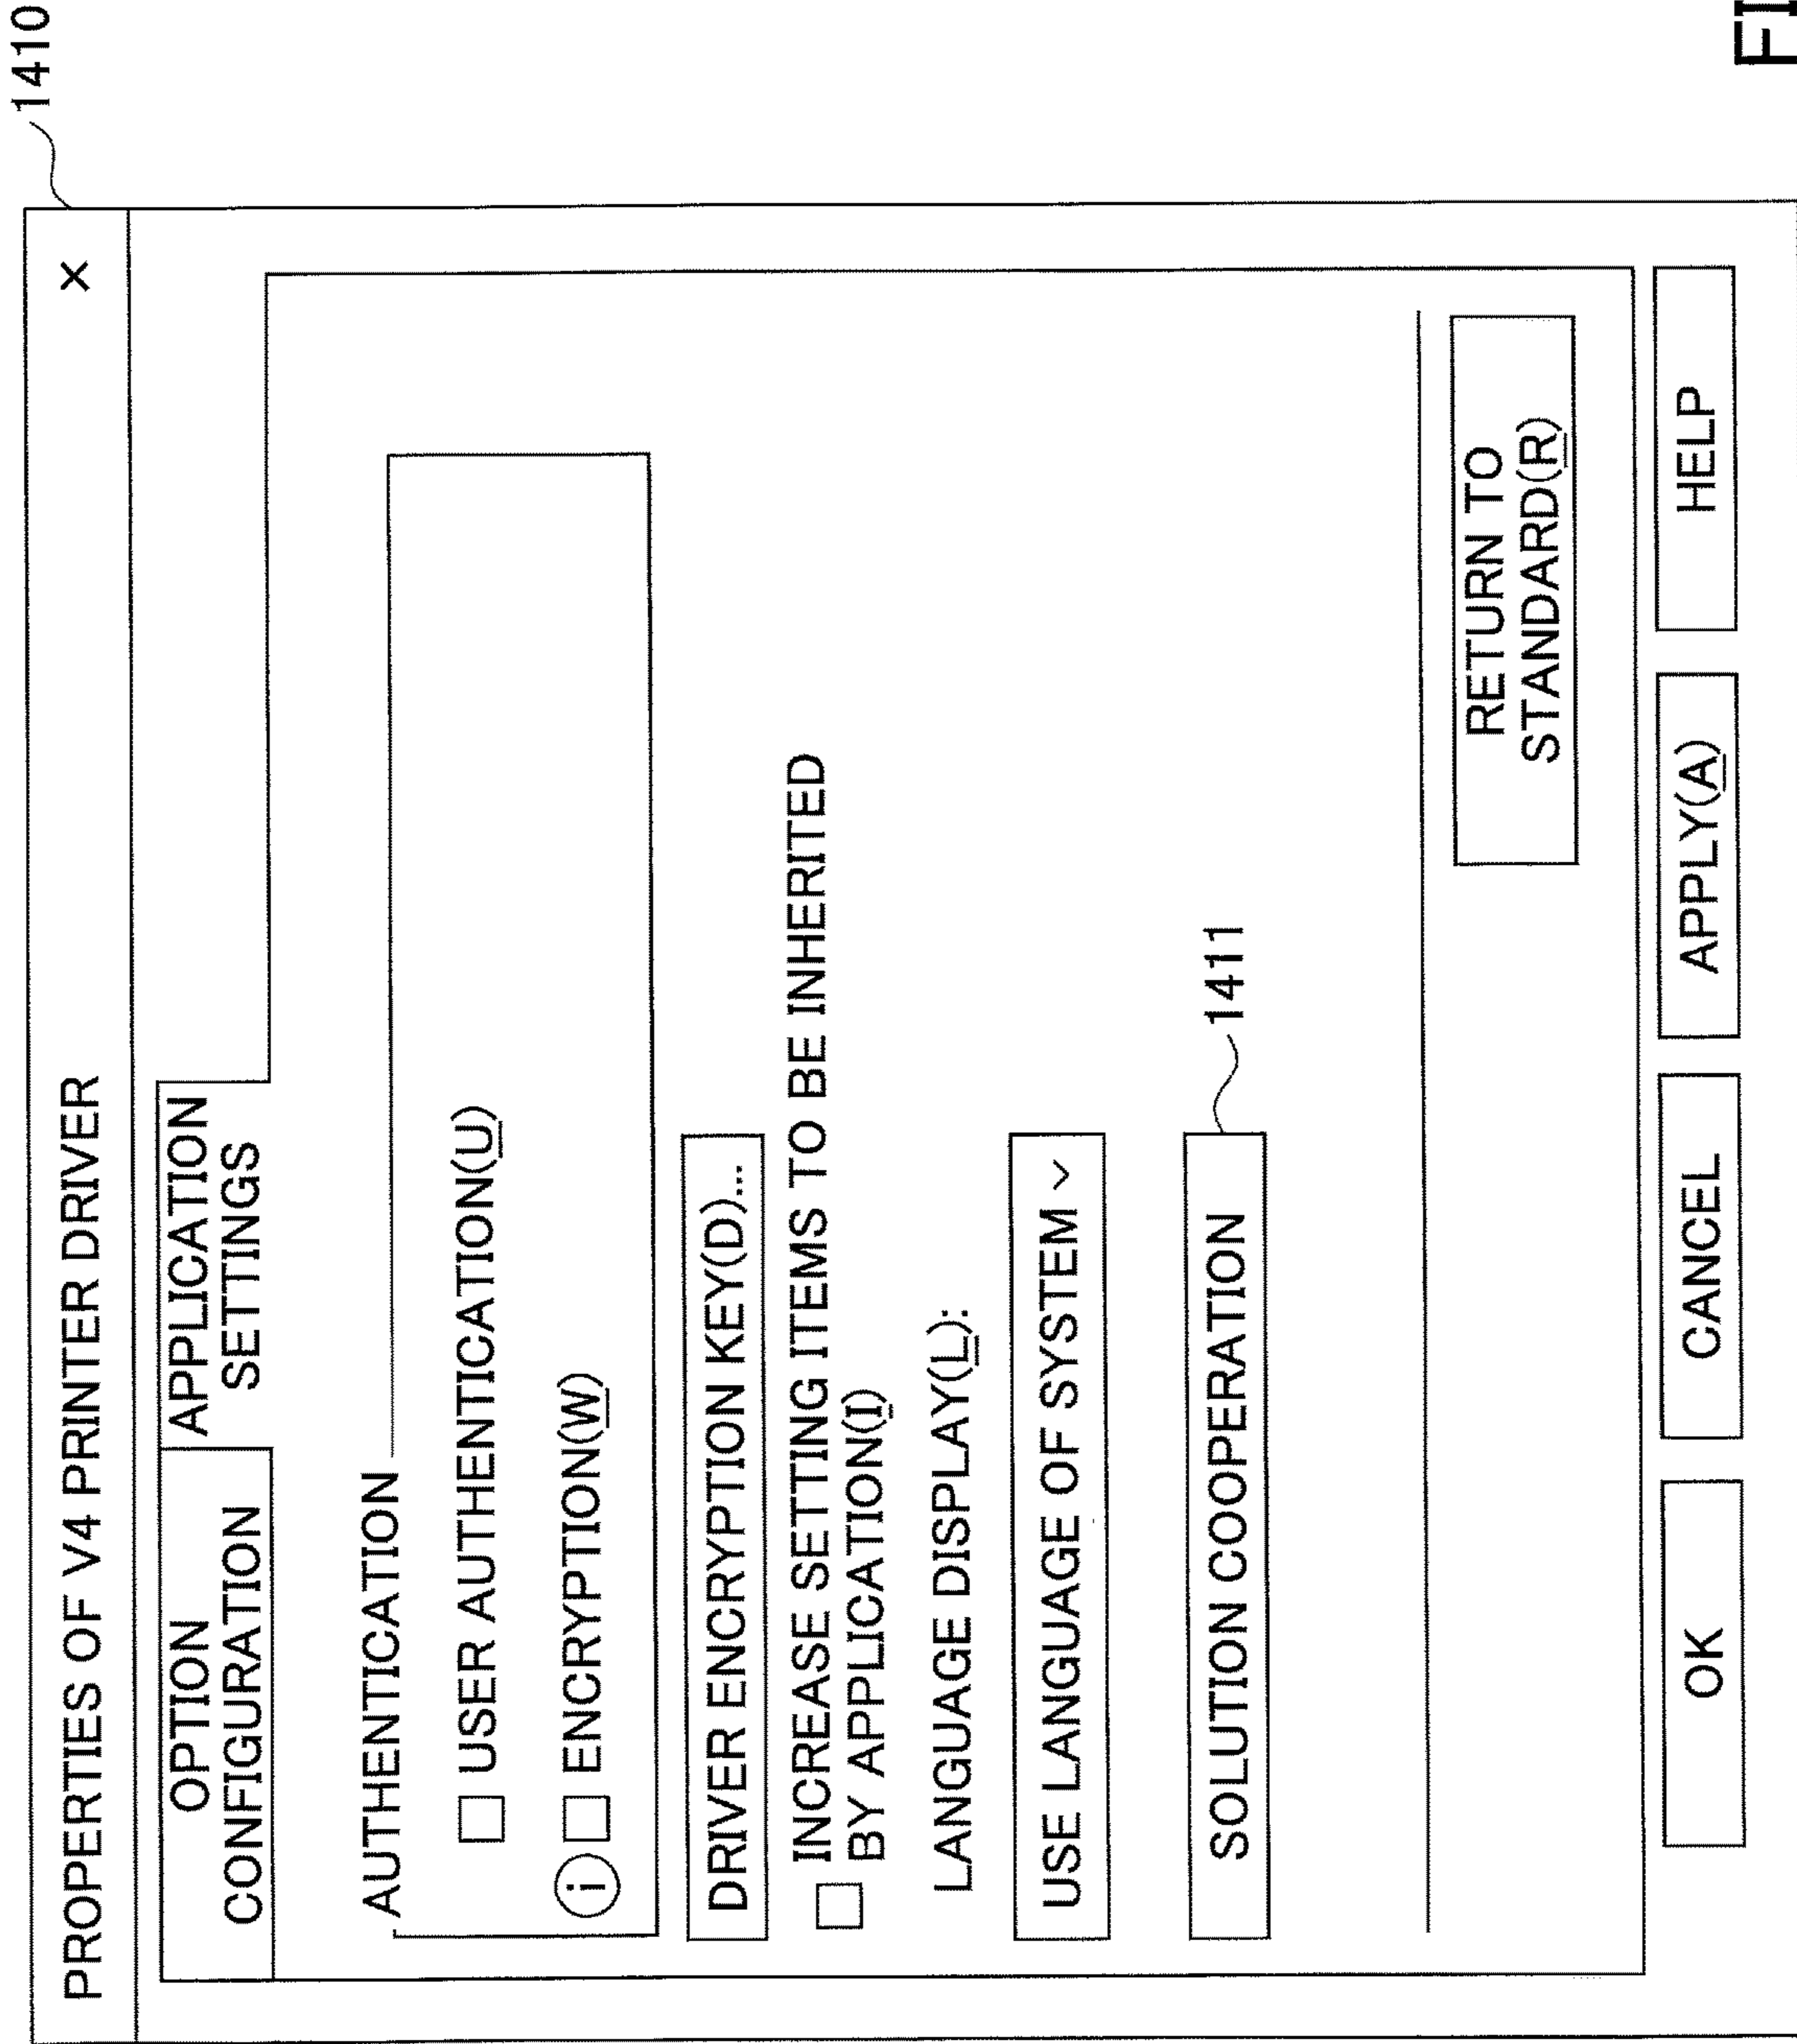 1410
PROPERTIES OF V4 PRINTER DRIVER ×
OPTION
CONFIGURATION
APPLICATION
SETTINGS
AUTHENTICATION
USER AUTHENTICATION(U)
i ENCRYPTION(W)
DRIVER ENCRYPTION KEY(D)...
INCREASE SETTING ITEMS TO BE INHERITED
BY APPLICATION(I)
LANGUAGE DISPLAY(L):
USE LANGUAGE OF SYSTEM
SOLUTION COOPERATION
1411
RETURN TO
STANDARD(R)
OK
CANCEL
APPLY(A)
HELP